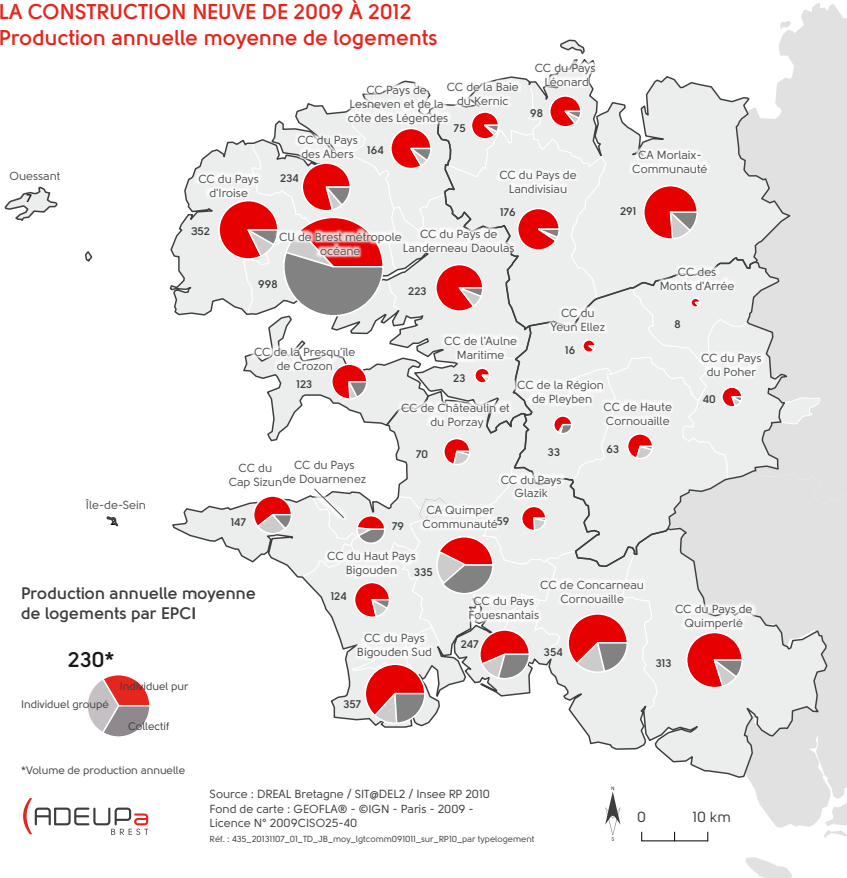 LA CONSTRUCTION NEUVE DE 2009 À 2012
Production annuelle moyenne de logements
CC du Pays
Léonard
98
CC de la Baie
du Kernic
75
CC Pays de
Lesneven et de la
côte des Légendes
164
CC du Pays
des Abers
234
CA Morlaix-
Communauté
291
Ouessant
7
CC du Pays
d'Iroise
352
CC du Pays de
Landivisiau
176
CU de Brest métropole
océane
998
CC du Pays de
Landerneau Daoulas
223
CC des
Monts d'Arrée
8
CC du
Yeun Ellez
16
CC de l'Aulne
Maritime
23
CC de la Presqu'île
de Crozon
123
CC du Pays
du Poher
40
CC de la Région
de Pleyben
33
CC de Haute
Cornouaille
63
CC de Châteaulin et
du Porzay
70
CC du
Cap Sizun
147
CC du Pays
de Douarnenez
79
CC du Pays
Glazik
59
Île-de-Sein
2
CA Quimper
Communauté
335
CC du Haut Pays
Bigouden
124
CC de Concarneau
Cornouaille
354
CC du Pays
Fouesnantais
247
CC du Pays de
Quimperlé
313
CC du Pays
Bigouden Sud
357
Production annuelle moyenne
de logements par EPCI
230*
Individuel pur
Individuel groupé
Collectif
*Volume de production annuelle
(ADEUPa
BREST
Source : DREAL Bretagne / SIT@DEL2 / Insee RP 2010
Fond de carte : GEOFLA® - ©IGN - Paris - 2009 -
Licence N° 2009CISO25-40
Réf. : 435_20131107_01_TD_JB_moy_lgtcomm091011_sur_RP10_par typelogement
N
S
0 10 km